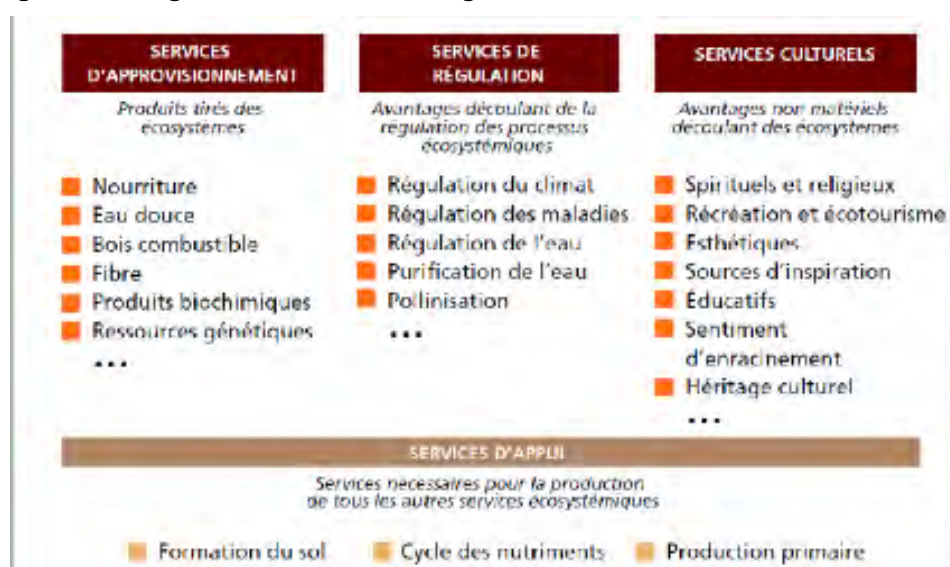 SERVICES
D'APPROVISIONNEMENT
Produits tirés des
écosystèmes
Nourriture
Eau douce
Bois combustible
Fibre
Produits biochimiques
Ressources génétiques
...
SERVICES DE
RÉGULATION
Avantages découlant de la
régulation des processus
écosystémiques
Régulation du climat
Régulation des maladies
Régulation de l'eau
Purification de l'eau
Pollinisation
...
SERVICES CULTURELS
Avantages non matériels
découlant des écosystèmes
Spirituels et religieux
Récréation et écotourisme
Esthétiques
Sources d'inspiration
Éducatifs
Sentiment
d'enracinement
Héritage culturel
...
SERVICES D'APPUI
Services nécessaires pour la production
de tous les autres services écosystémiques
Formation du sol
Cycle des nutriments
Production primaire